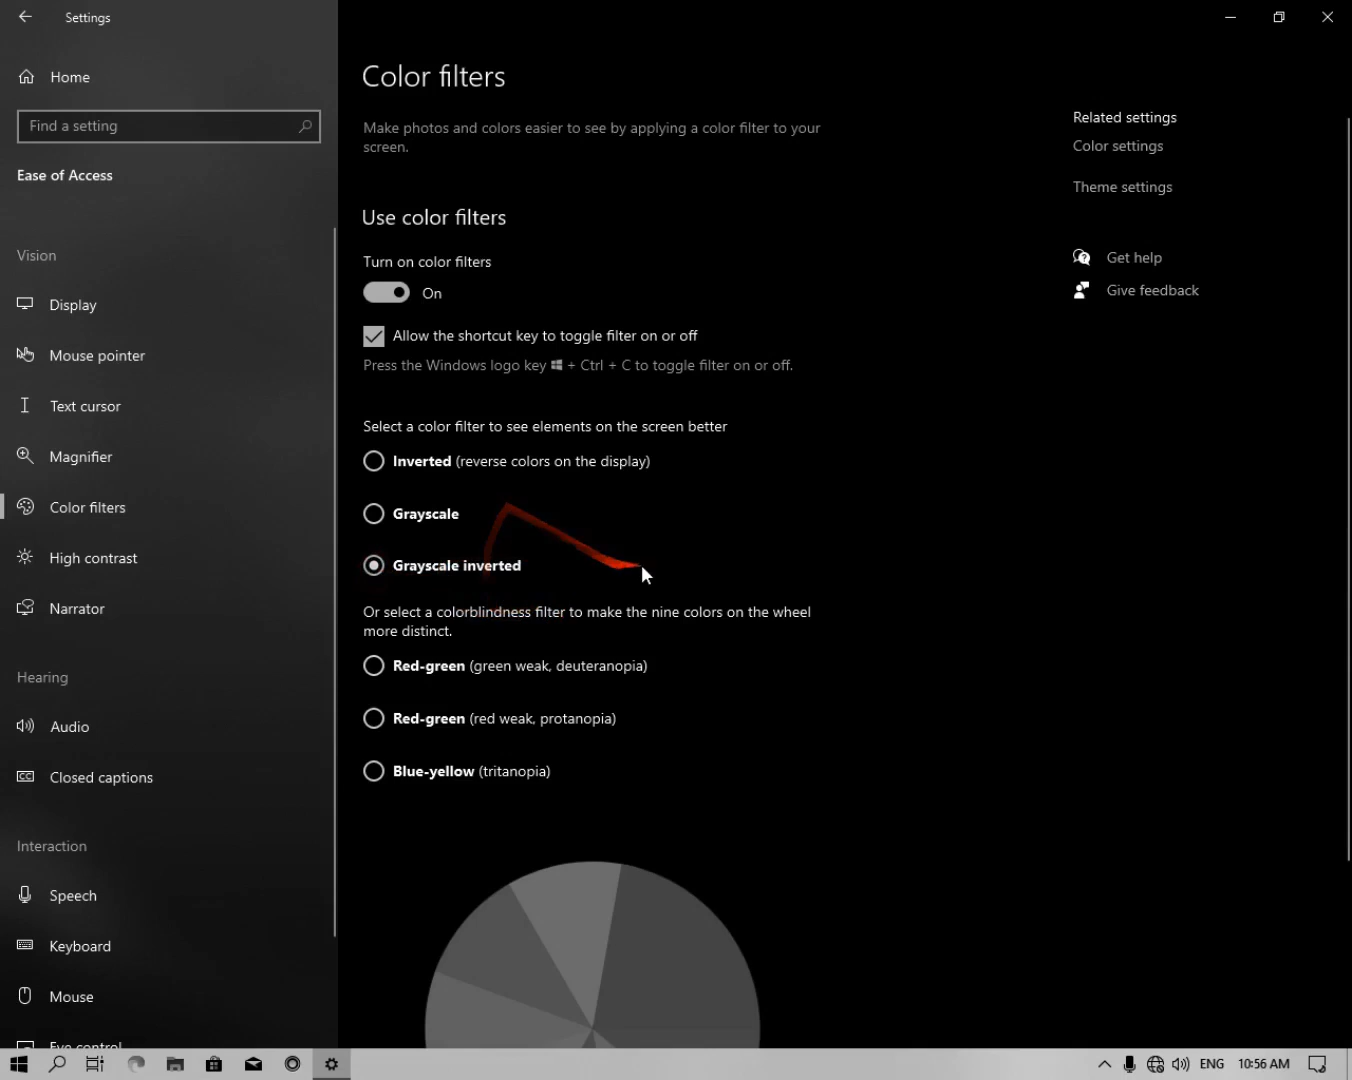 Settings
Home
Find a setting
Ease of Access
Vision
Display
Mouse pointer
Text cursor
Magnifier
Color filters
High contrast
Narrator
Hearing
Audio
Closed captions
Interaction
Speech
Keyboard
Mouse
Eye control
Color filters
Make photos and colors easier to see by applying a color filter to your
screen.
Use color filters
Turn on color filters
On
Allow the shortcut key to toggle filter on or off
Press the Windows logo key + Ctrl + C to toggle filter on or off.
Select a color filter to see elements on the screen better
Inverted (reverse colors on the display)
Grayscale
Grayscale inverted
Or select a colorblindness filter to make the nine colors on the wheel
more distinct.
Red-green (green weak, deuteranopia)
Red-green (red weak, protanopia)
Blue-yellow (tritanopia)
Related settings
Color settings
Theme settings
Get help
Give feedback
ENG
10:56 AM